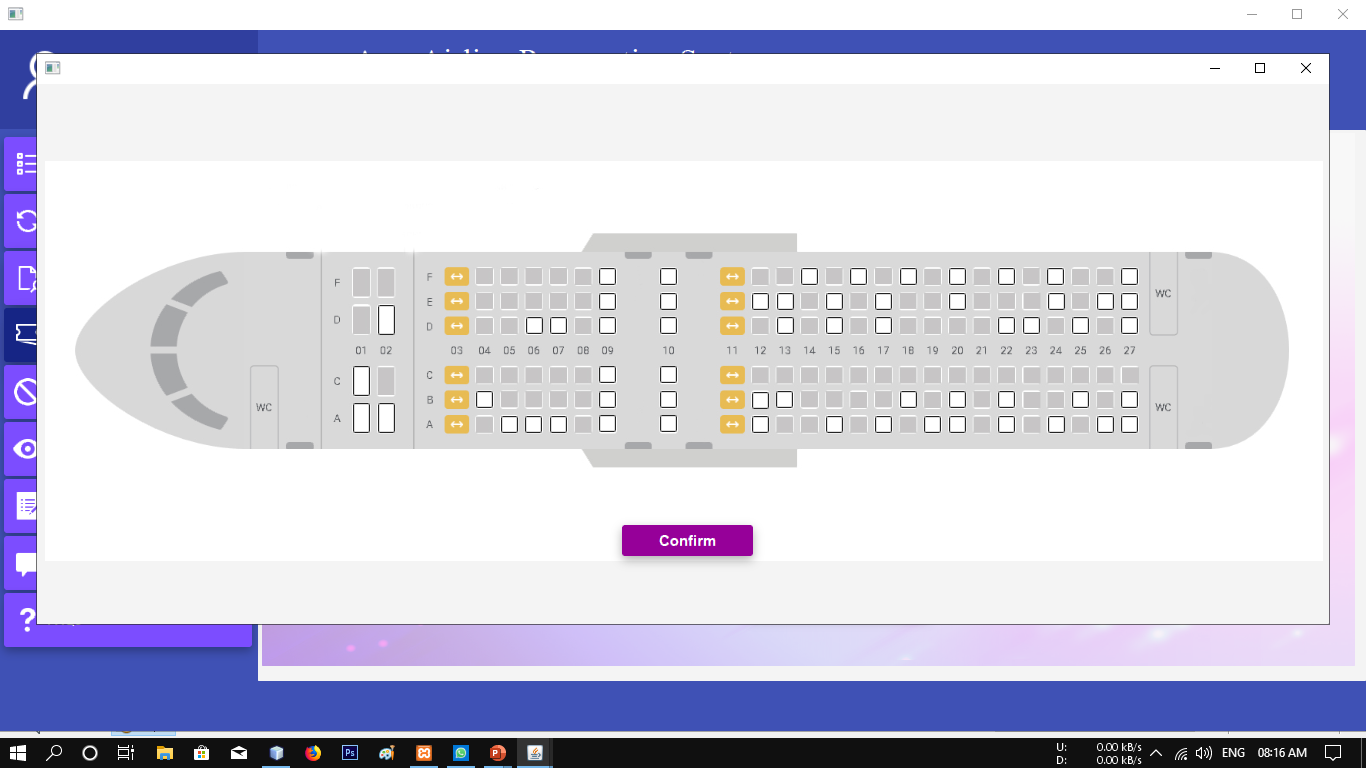 F F
E
D D
01 02 03 04 05 06 07 08 09 10 11 12 13 14 15 16 17 18 19 20 21 22 23 24 25 26 27
C C
B
A A
WC WC
WC
Confirm
?
Ps
U: 0.00 kB/s
D: 0.00 kB/s
ENG 08:16 AM